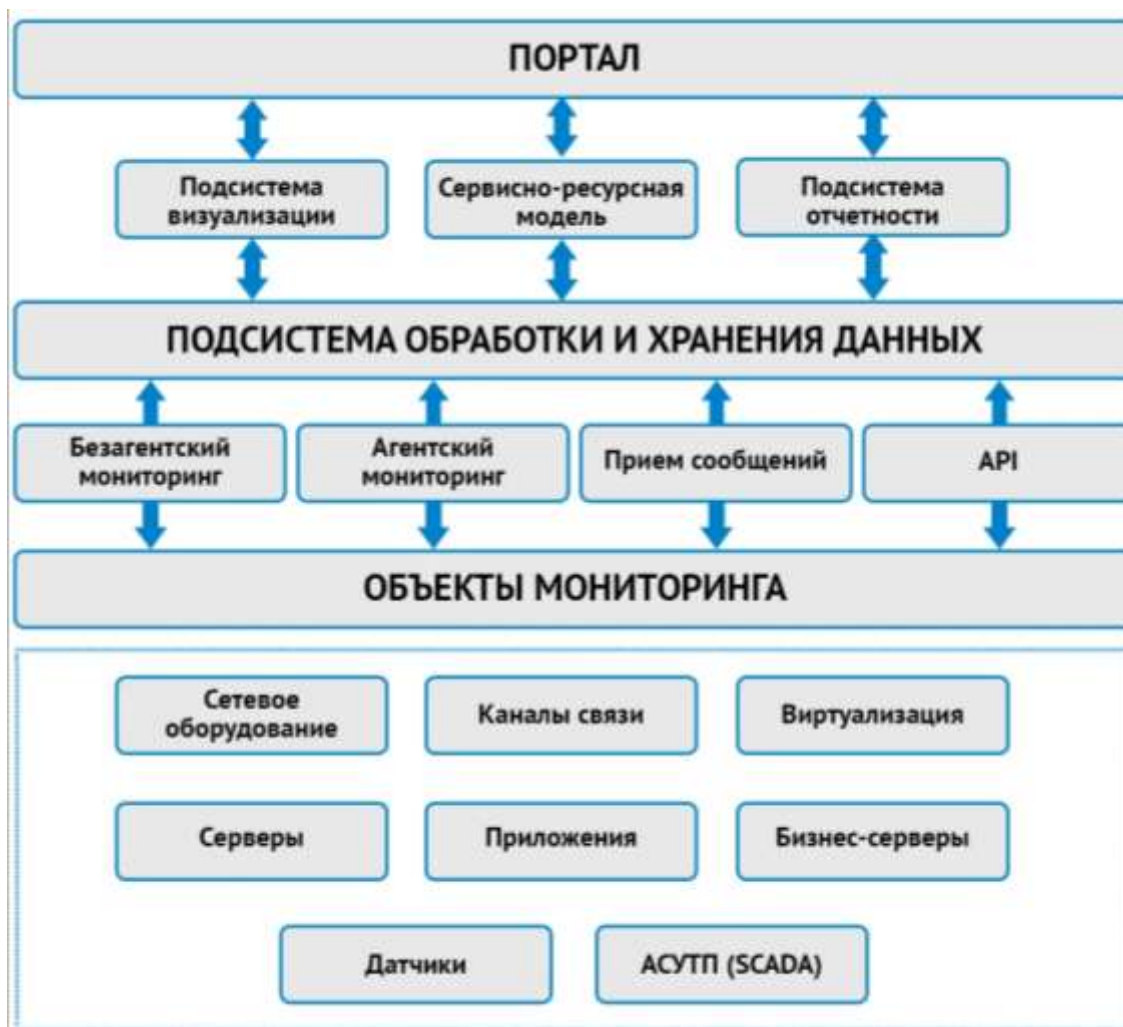 ПОРТАЛ
Подсистема
визуализации
Сервисно-ресурсная
модель
Подсистема
отчетности
ПОДСИСТЕМА ОБРАБОТКИ И ХРАНЕНИЯ ДАННЫХ
Безагентский
мониторинг
Агентский
мониторинг
Прием сообщений
API
ОБЪЕКТЫ МОНИТОРИНГА
Сетевое
оборудование
Каналы связи
Виртуализация
Серверы
Приложения
Бизнес-серверы
Датчики
АСУТП (SCADA)